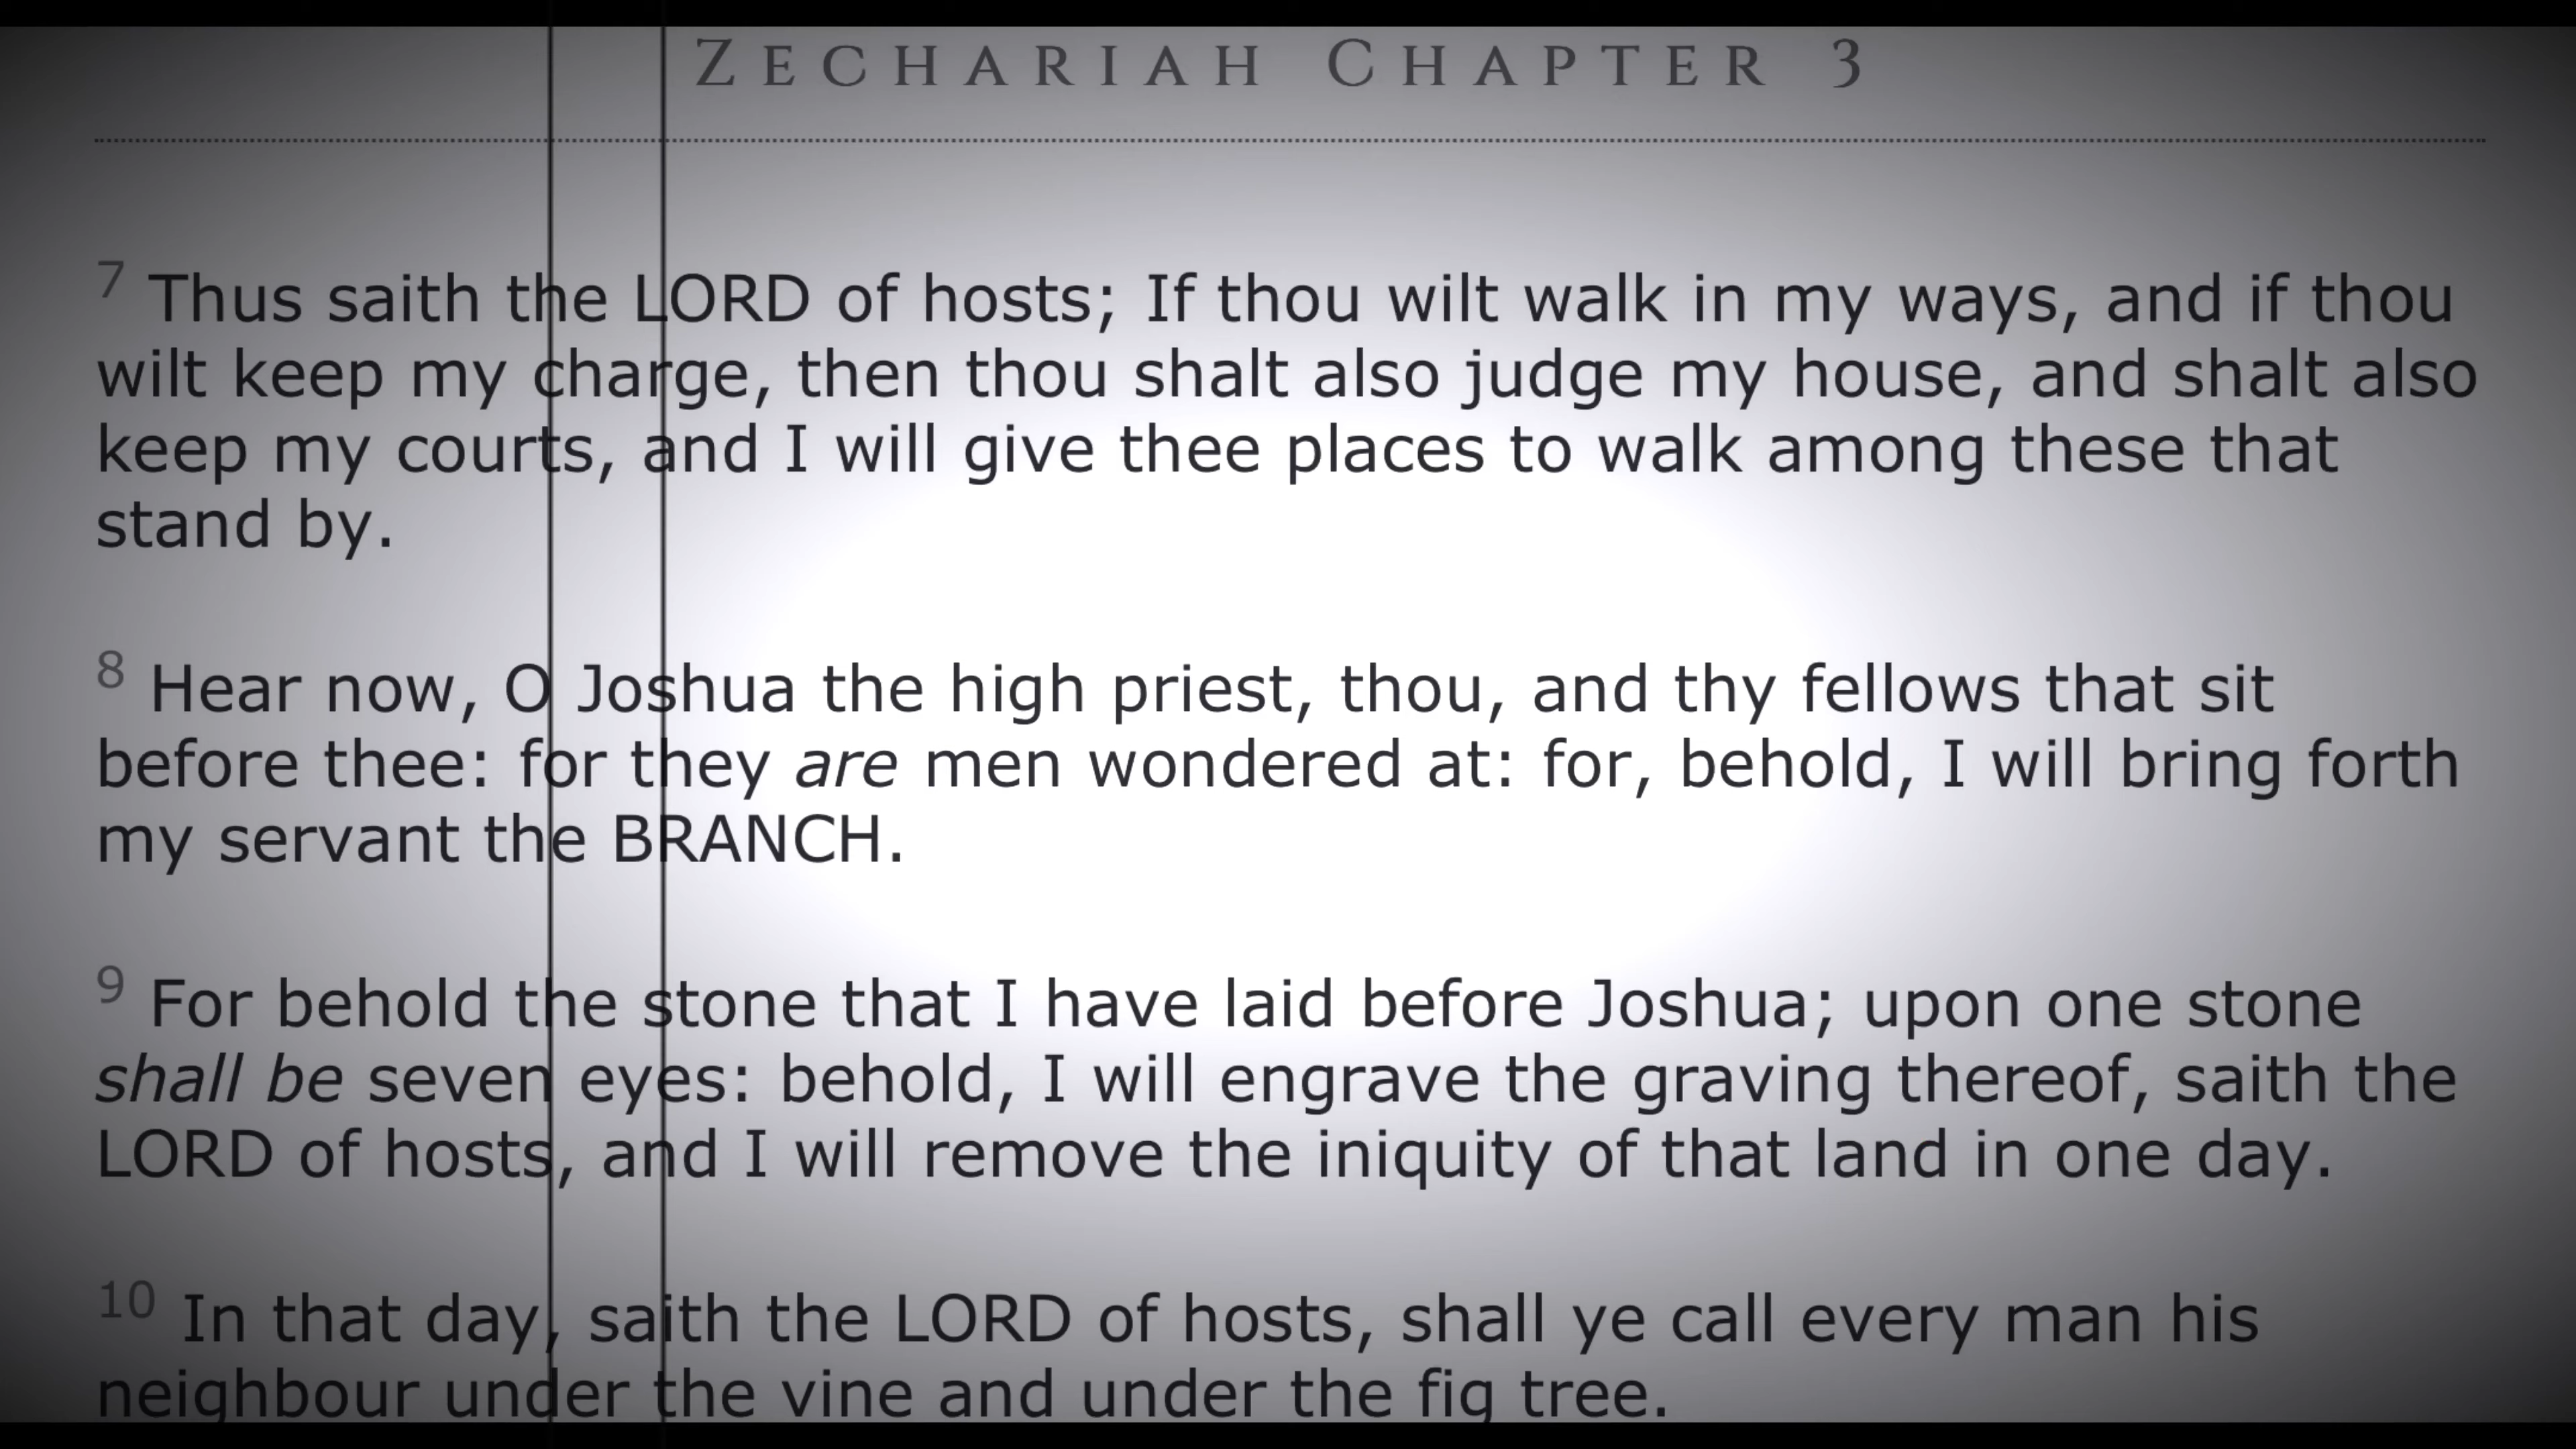 ZECHARIAH CHAPTER 3
7 Thus saith the LORD of hosts; If thou wilt walk in my ways, and if thou
wilt keep my charge, then thou shalt also judge my house, and shalt also
keep my courts, and I will give thee places to walk among these that
stand by.
8 Hear now, O Joshua the high priest, thou, and thy fellows that sit
before thee: for they are men wondered at: for, behold, I will bring forth
my servant the BRANCH.
9 For behold the stone that I have laid before Joshua; upon one stone
shall be seven eyes: behold, I will engrave the graving thereof, saith the
LORD of hosts, and I will remove the iniquity of that land in one day.
10 In that day, saith the LORD of hosts, shall ye call every man his
neighbour under the vine and under the fig tree.